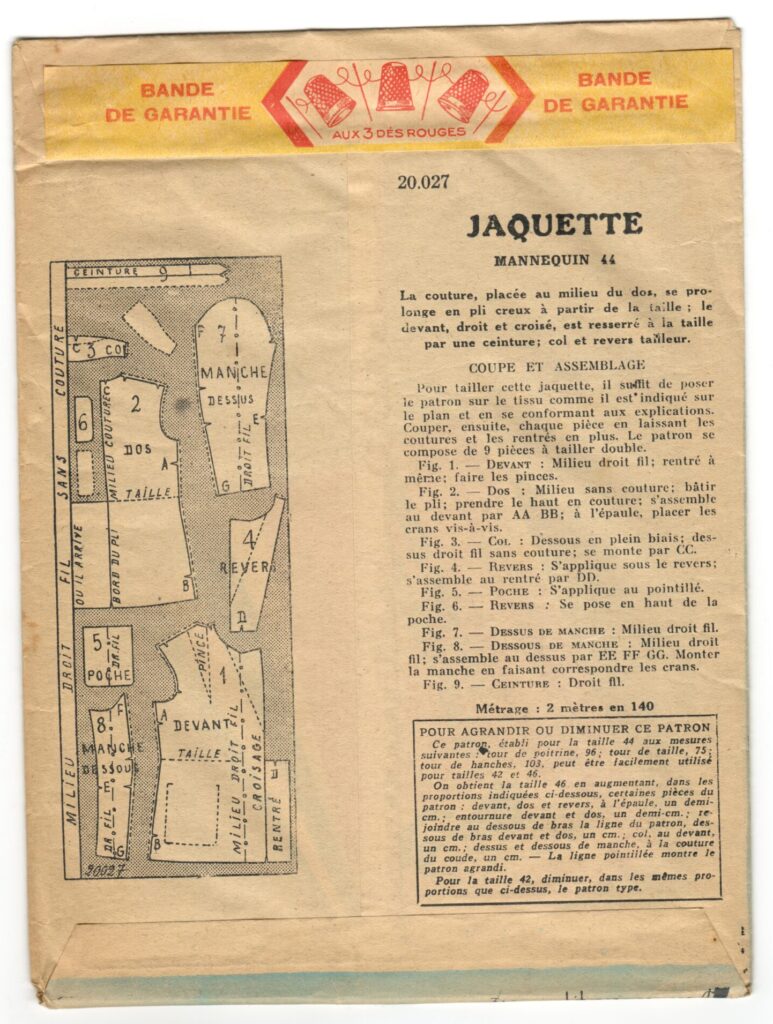 BANDE
DE GARANTIE
AUX 3 DÉS ROUGES
BANDE
DE GARANTIE
20.027
JAQUETTE
MANNEQUIN 44
La couture, placée au milieu du dos, se pro-
longe en pli creux à partir de la taille ; le
devant, droit et croisé, est resserré à la taille
par une ceinture; col et revers tailleur.
COUPE ET ASSEMBLAGE
Pour tailler cette jaquette, il suffit de poser
le patron sur le tissu comme il est indiqué sur
le plan et en se conformant aux explications.
Couper, ensuite, chaque pièce en laissant les
coutures et les rentrés en plus. Le patron se
compose de 9 pièces à tailler double.
Fig. 1. — DEVANT : Milieu droit fil; rentré à
même; faire les pinces.
Fig. 2. — DOS : Milieu sans couture; bâtir
le pli; prendre le haut en couture; s'assemble
au devant par AA BB; à l'épaule, placer les
crans vis-à-vis.
Fig. 3. — COL : Dessous en plein biais; des-
sus droit fil sans couture; se monte par CC.
Fig. 4. — REVERS : S'applique sous le revers;
s'assemble au rentré par DD.
Fig. 5. — POCHE : S'applique au pointillé.
Fig. 6. — REVERS : Se pose en haut de la
poche.
Fig. 7. — DESSUS DE MANCHE : Milieu droit fil.
Fig. 8. — DESSOUS DE MANCHE : Milieu droit
fil; s'assemble au dessus par EE FF GG. Monter
la manche en faisant correspondre les crans.
Fig. 9. — CEINTURE : Droit fil.
Métrage : 2 mètres en 140
POUR AGRANDIR OU DIMINUER CE PATRON
Ce patron, établi pour la taille 44 aux mesures
suivantes : tour de poitrine, 96; tour de taille, 75;
tour de hanches, 103, peut être facilement utilisé
pour tailles 42 et 46.
On obtient la taille 46 en augmentant, dans les
proportions indiquées ci-dessous, certaines pièces du
patron : devant, dos et revers, à l'épaule, un demi-
cm.; entournure devant et dos, un demi-cm.; re-
joindre au dessous de bras la ligne du patron, des-
sous de bras devant et dos, un cm.; col, au devant,
un cm.; dessus et dessous de manche, à la couture
du coude, un cm. — La ligne pointillée montre le
patron agrandi.
Pour la taille 42, diminuer, dans les mêmes pro-
portions que ci-dessus, le patron type.
MILIEU DROIT FIL SANS COUTURE
CEINTURE 9
C 3 COL
6
2
DOS
MILIEU COUTURE
A
TAILLE
OU IL ARRIVE
BORD DU PLI
B
F 7
MANCHE
DESSUS
DROIT FIL
E
G
4
REVERS
D
5
POCHE
DR. FIL
8
F
MANCHE
DESSOUS
E
DR. FIL
G
PINCE
1
A
DEVANT
TAILLE
MILIEU DROIT FIL
CROISAGE
B
D
RENTRÉ
20027